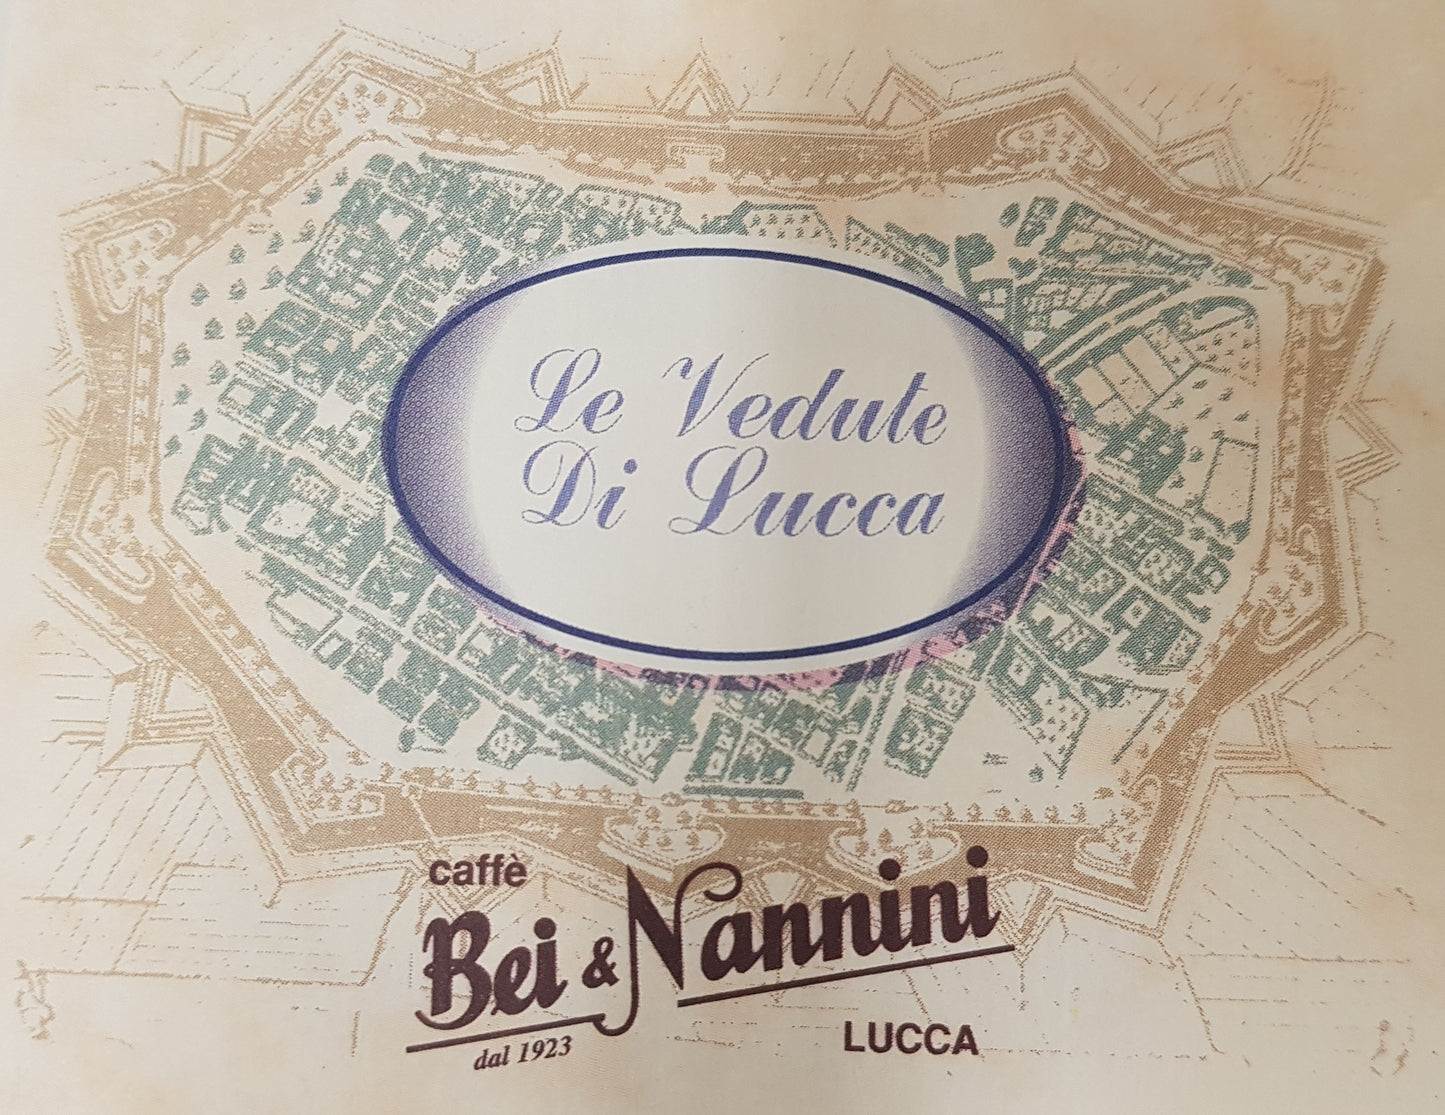 Le Vedute
Di Lucca
caffè
Bei & Nannini
dal 1923
LUCCA